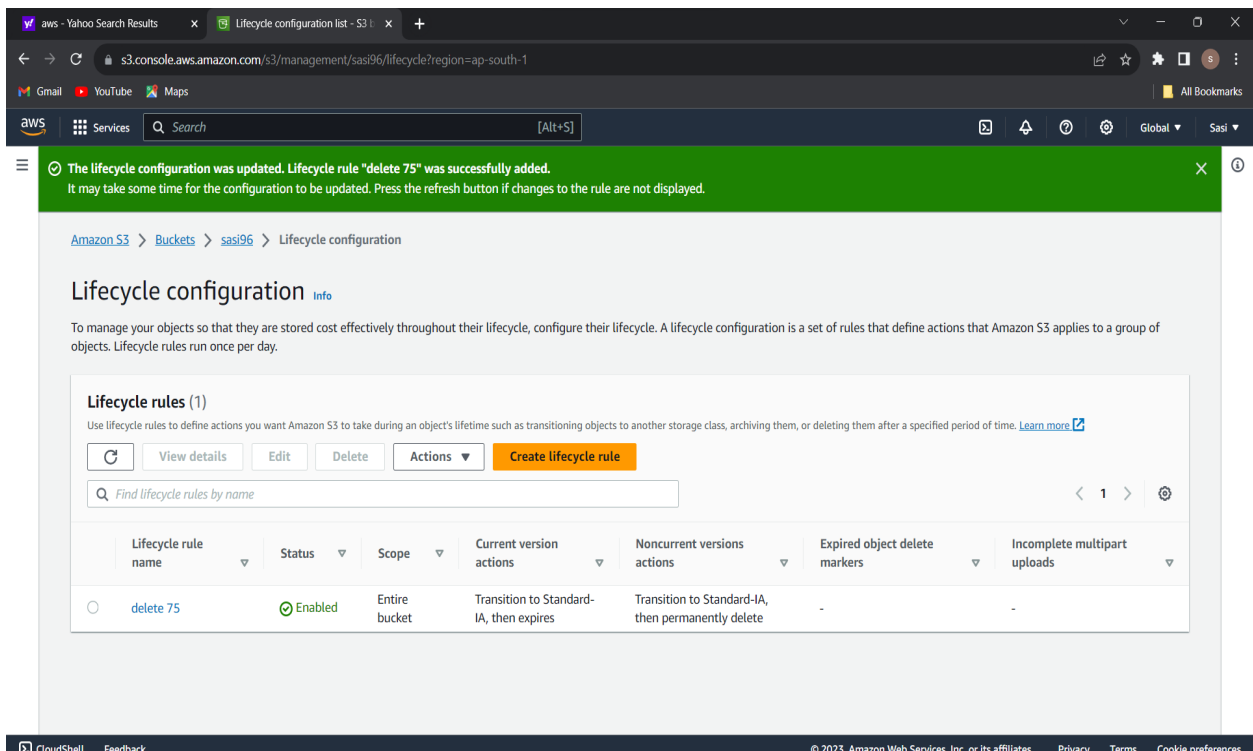 aws - Yahoo Search Results
Lifecycle configuration list - S3 b
s3.console.aws.amazon.com/s3/management/sasi96/lifecycle?region=ap-south-1
S
Gmail YouTube Maps All Bookmarks
aws Services Search [Alt+S] Global ▼ Sasi ▼
The lifecycle configuration was updated. Lifecycle rule "delete 75" was successfully added.
It may take some time for the configuration to be updated. Press the refresh button if changes to the rule are not displayed.
Amazon S3 > Buckets > sasi96 > Lifecycle configuration
Lifecycle configuration Info
To manage your objects so that they are stored cost effectively throughout their lifecycle, configure their lifecycle. A lifecycle configuration is a set of rules that define actions that Amazon S3 applies to a group of
objects. Lifecycle rules run once per day.
Lifecycle rules (1)
Use lifecycle rules to define actions you want Amazon S3 to take during an object's lifetime such as transitioning objects to another storage class, archiving them, or deleting them after a specified period of time. Learn more
View details Edit Delete Actions ▼ Create lifecycle rule
Find lifecycle rules by name
< 1 >
Lifecycle rule name Status Scope Current version actions Noncurrent versions actions Expired object delete markers Incomplete multipart uploads
delete 75 Enabled Entire bucket Transition to Standard-IA, then expires Transition to Standard-IA, then permanently delete - -
CloudShell Feedback © 2023, Amazon Web Services, Inc. or its affiliates. Privacy Terms Cookie preferences